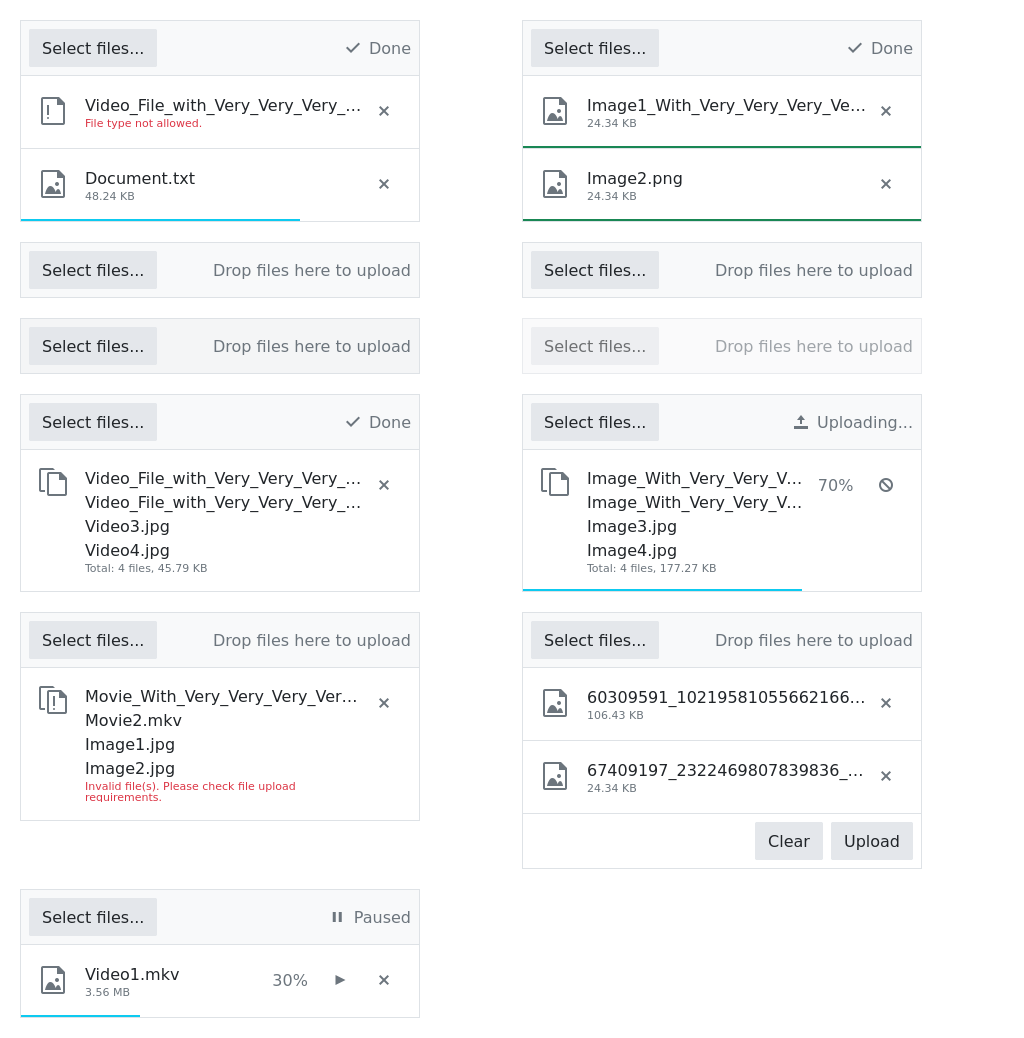 Select files...
Done
Video_File_with_Very_Very_Very_...
File type not allowed.
Document.txt
48.24 KB
Select files...
Done
Image1_With_Very_Very_Very_Ve...
24.34 KB
Image2.png
24.34 KB
Select files...
Drop files here to upload
Select files...
Drop files here to upload
Select files...
Drop files here to upload
Select files...
Drop files here to upload
Select files...
Done
Video_File_with_Very_Very_Very_...
Video_File_with_Very_Very_Very_...
Video3.jpg
Video4.jpg
Total: 4 files, 45.79 KB
Select files...
Uploading...
Image_With_Very_Very_V...
70%
Image_With_Very_Very_V...
Image3.jpg
Image4.jpg
Total: 4 files, 177.27 KB
Select files...
Drop files here to upload
Movie_With_Very_Very_Very_Ver...
Movie2.mkv
Image1.jpg
Image2.jpg
Invalid file(s). Please check file upload
requirements.
Select files...
Drop files here to upload
60309591_10219581055662166...
106.43 KB
67409197_2322469807839836_...
24.34 KB
Clear
Upload
Select files...
Paused
Video1.mkv
30%
3.56 MB